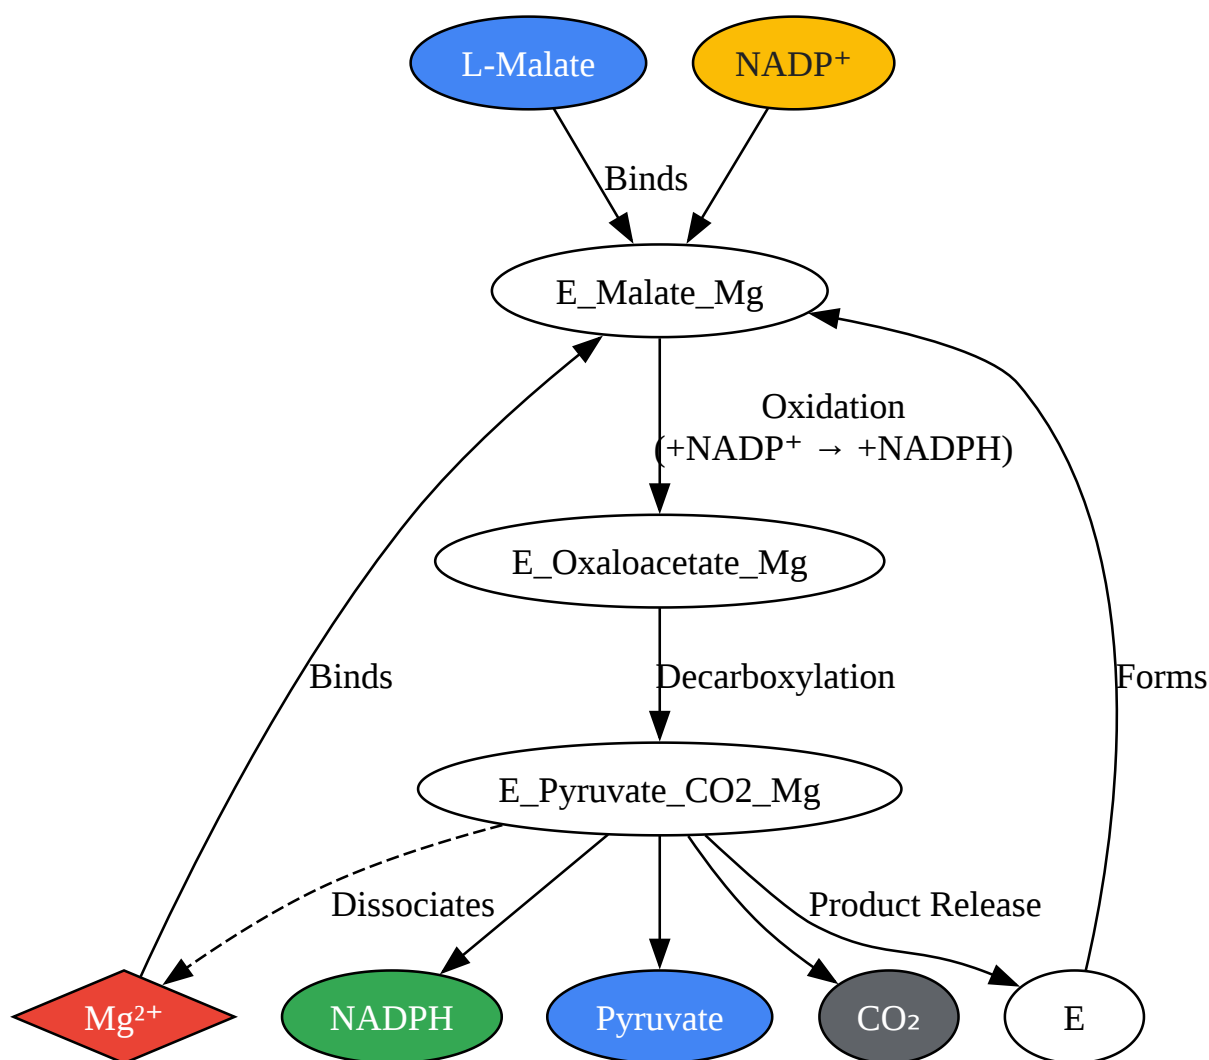 L-Malate
NADP⁺
Binds
E_Malate_Mg
Oxidation
(+NADP⁺ → +NADPH)
E_Oxaloacetate_Mg
Binds
Decarboxylation
Forms
E_Pyruvate_CO2_Mg
Dissociates
Product Release
Mg²⁺
NADPH
Pyruvate
CO₂
E